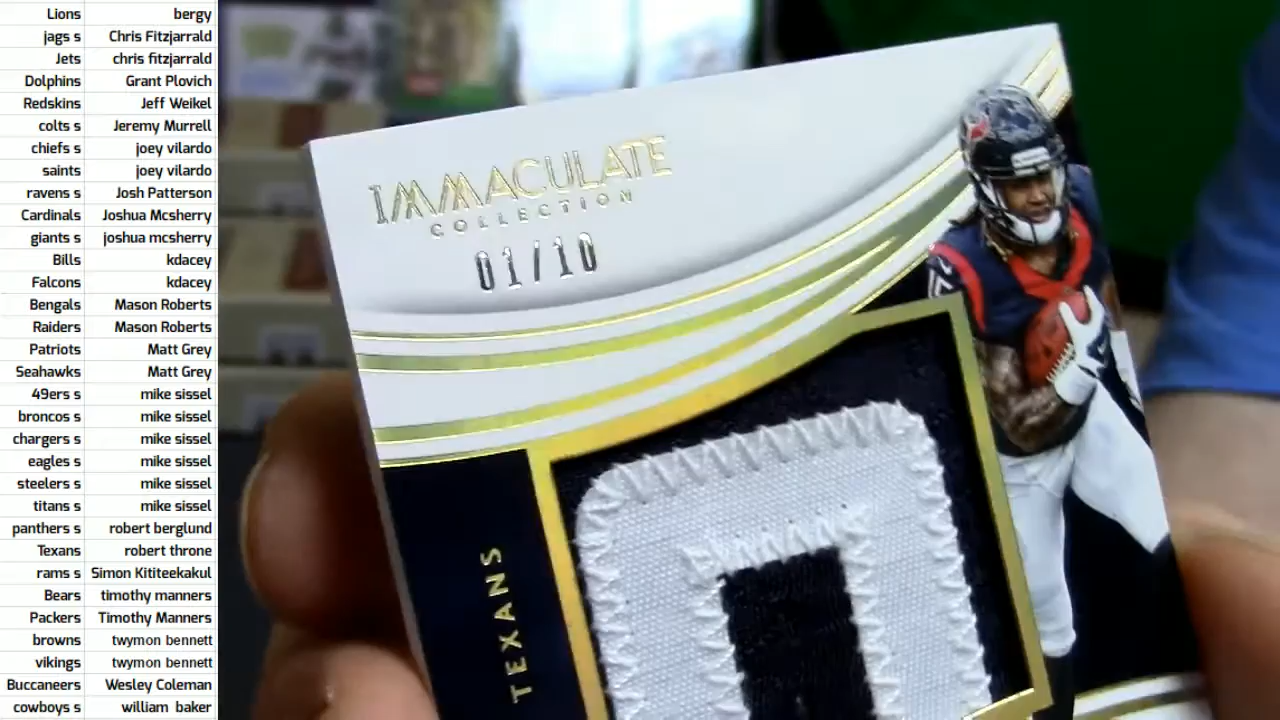 Lions bergy
jags s Chris Fitzjarrald
Jets chris fitzjarrald
Dolphins Grant Plovich
Redskins Jeff Weikel
colts s Jeremy Murrell
chiefs s joey vilardo
saints joey vilardo
ravens s Josh Patterson
Cardinals Joshua Mcsherry
giants s joshua mcsherry
Bills kdacey
Falcons kdacey
Bengals Mason Roberts
Raiders Mason Roberts
Patriots Matt Grey
Seahawks Matt Grey
49ers s mike sissel
broncos s mike sissel
chargers s mike sissel
eagles s mike sissel
steelers s mike sissel
titans s mike sissel
panthers s robert berglund
Texans robert throne
rams s Simon Kititeekakul
Bears timothy manners
Packers Timothy Manners
browns twymon bennett
vikings twymon bennett
Buccaneers Wesley Coleman
cowboys s william baker
IMMACULATE
COLLECTION
01/10
TEXANS